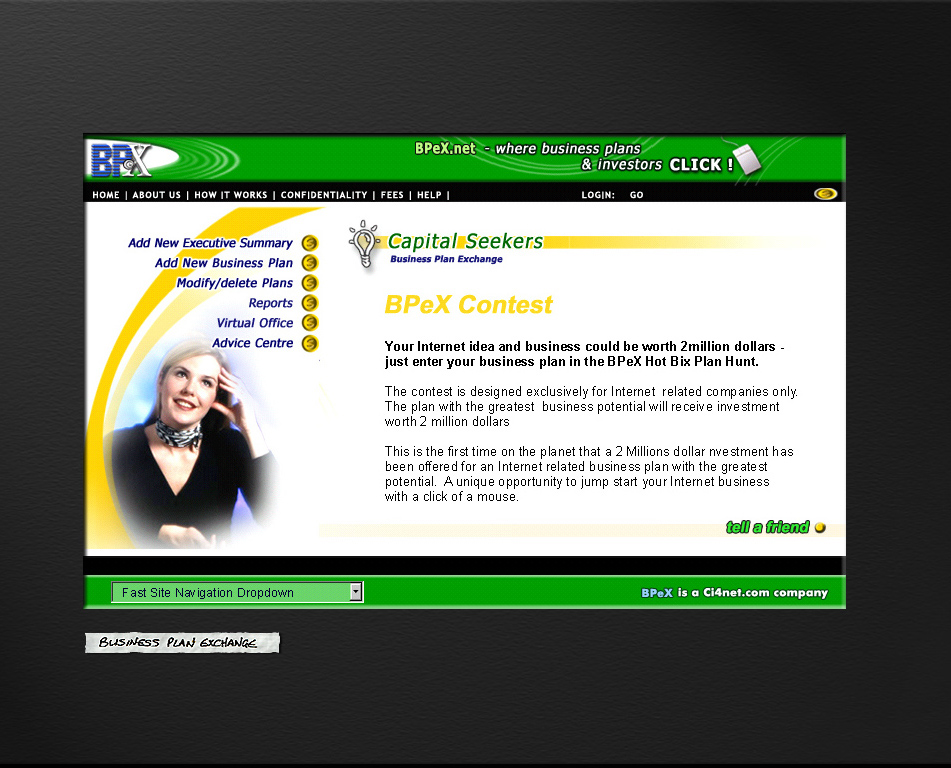 BPeX
BPeX.net - where business plans
& investors CLICK !
HOME | ABOUT US | HOW IT WORKS | CONFIDENTIALITY | FEES | HELP |
LOGIN: GO
Add New Executive Summary
Add New Business Plan
Modify/delete Plans
Reports
Virtual Office
Advice Centre
Capital Seekers
Business Plan Exchange
BPeX Contest
Your Internet idea and business could be worth 2million dollars -
just enter your business plan in the BPeX Hot Bix Plan Hunt.
The contest is designed exclusively for Internet related companies only.
The plan with the greatest business potential will receive investment
worth 2 million dollars
This is the first time on the planet that a 2 Millions dollar nvestment has
been offered for an Internet related business plan with the greatest
potential. A unique opportunity to jump start your Internet business
with a click of a mouse.
tell a friend
Fast Site Navigation Dropdown
BPeX is a Ci4net.com company
BUSINESS PLAN EXCHANGE